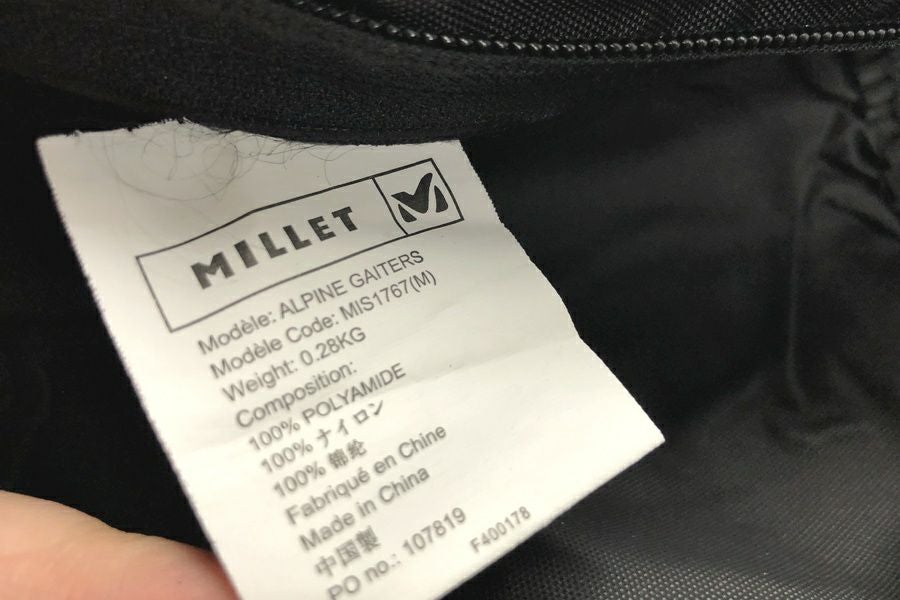 MILLET
Modèle: ALPINE GAITERS
Modèle Code: MIS1767(M)
Weight: 0.28KG
Composition:
100% POLYAMIDE
100% ナイロン
100% 锦纶
Fabriqué en Chine
Made in China
中国製
PO no.: 107819
F400178